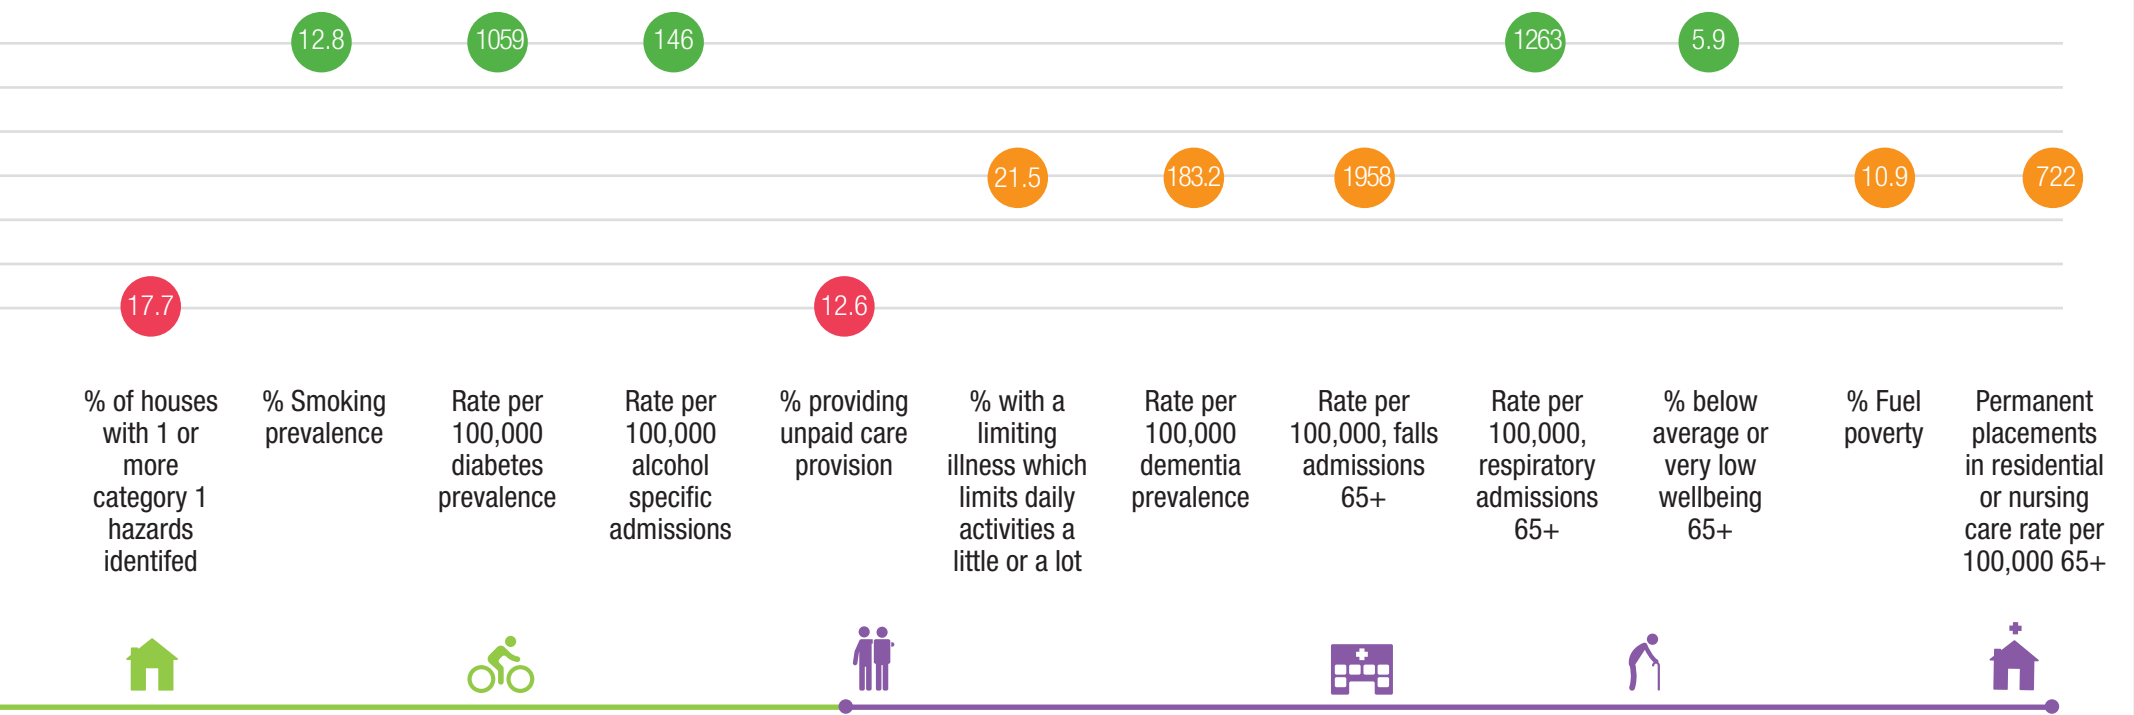 12.8
1059
146
1263
5.9
21.5
183.2
1958
10.9
722
17.7
12.6
% of houses
with 1 or
more
category 1
hazards
identifed
% Smoking
prevalence
Rate per
100,000
diabetes
prevalence
Rate per
100,000
alcohol
specific
admissions
% providing
unpaid care
provision
% with a
limiting
illness which
limits daily
activities a
little or a lot
Rate per
100,000
dementia
prevalence
Rate per
100,000, falls
admissions
65+
Rate per
100,000,
respiratory
admissions
65+
% below
average or
very low
wellbeing
65+
% Fuel
poverty
Permanent
placements
in residential
or nursing
care rate per
100,000 65+